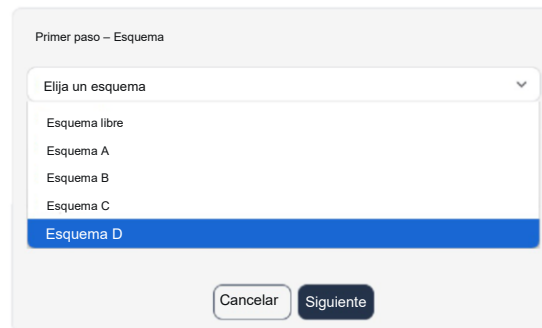 Primer paso – Esquema
Elija un esquema
Esquema libre
Esquema A
Esquema B
Esquema C
Esquema D
Cancelar Siguiente